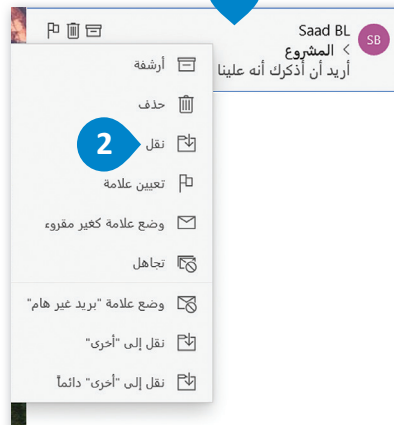 Saad BL
SB
> المشروع
أريد أن أذكرك أنه علينا
أرشفة
حذف
نقل
2
تعيين علامة
وضع علامة كغير مقروء
تجاهل
وضع علامة "بريد غير هام"
نقل إلى "أخرى"
نقل إلى "أخرى" دائماً